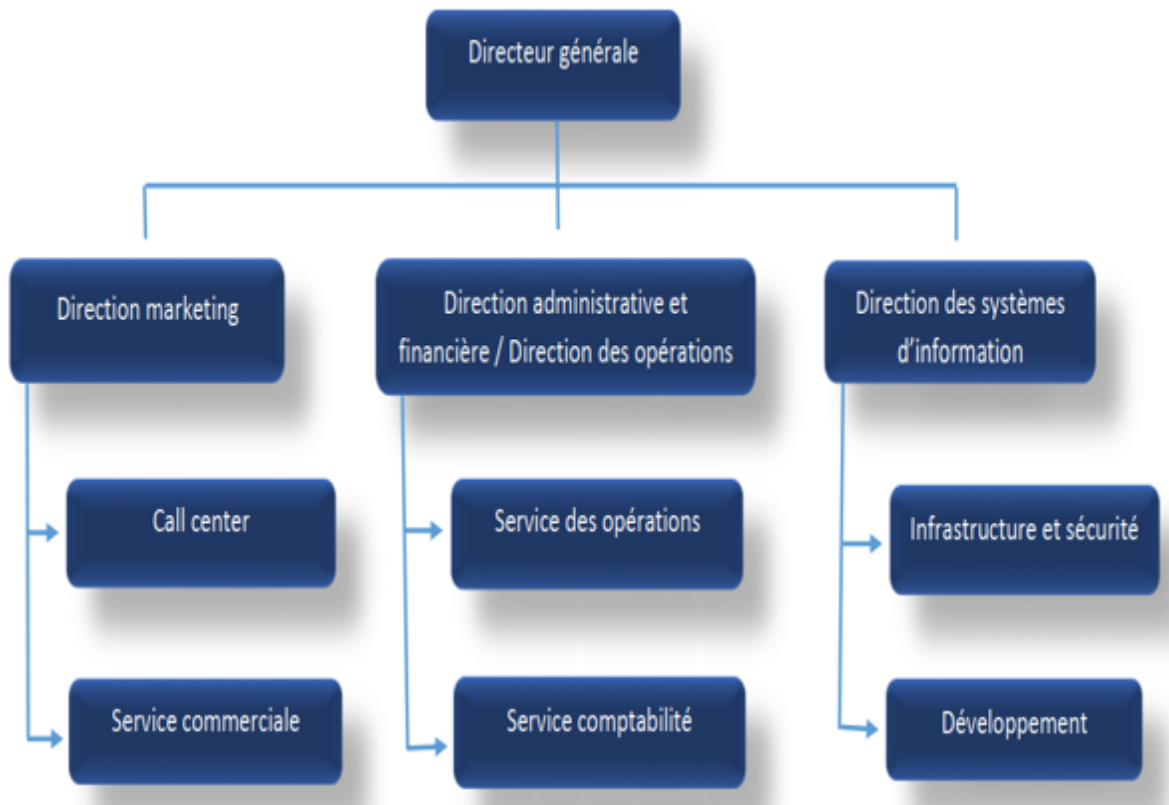 Directeur générale
Direction marketing
Direction administrative et
financière / Direction des opérations
Direction des systèmes
d’information
Call center
Service des opérations
Infrastructure et sécurité
Service commerciale
Service comptabilité
Développement